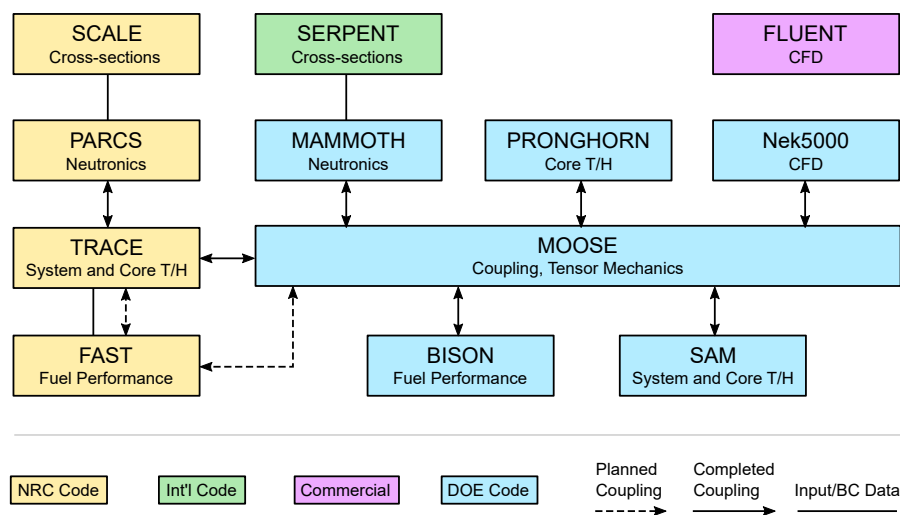 SCALE
Cross-sections
SERPENT
Cross-sections
FLUENT
CFD
PARCS
Neutronics
MAMMOTH
Neutronics
PRONGHORN
Core T/H
Nek5000
CFD
TRACE
System and Core T/H
MOOSE
Coupling, Tensor Mechanics
FAST
Fuel Performance
BISON
Fuel Performance
SAM
System and Core T/H
NRC Code
Int'l Code
Commercial
DOE Code
Planned
Coupling
Completed
Coupling
Input/BC Data